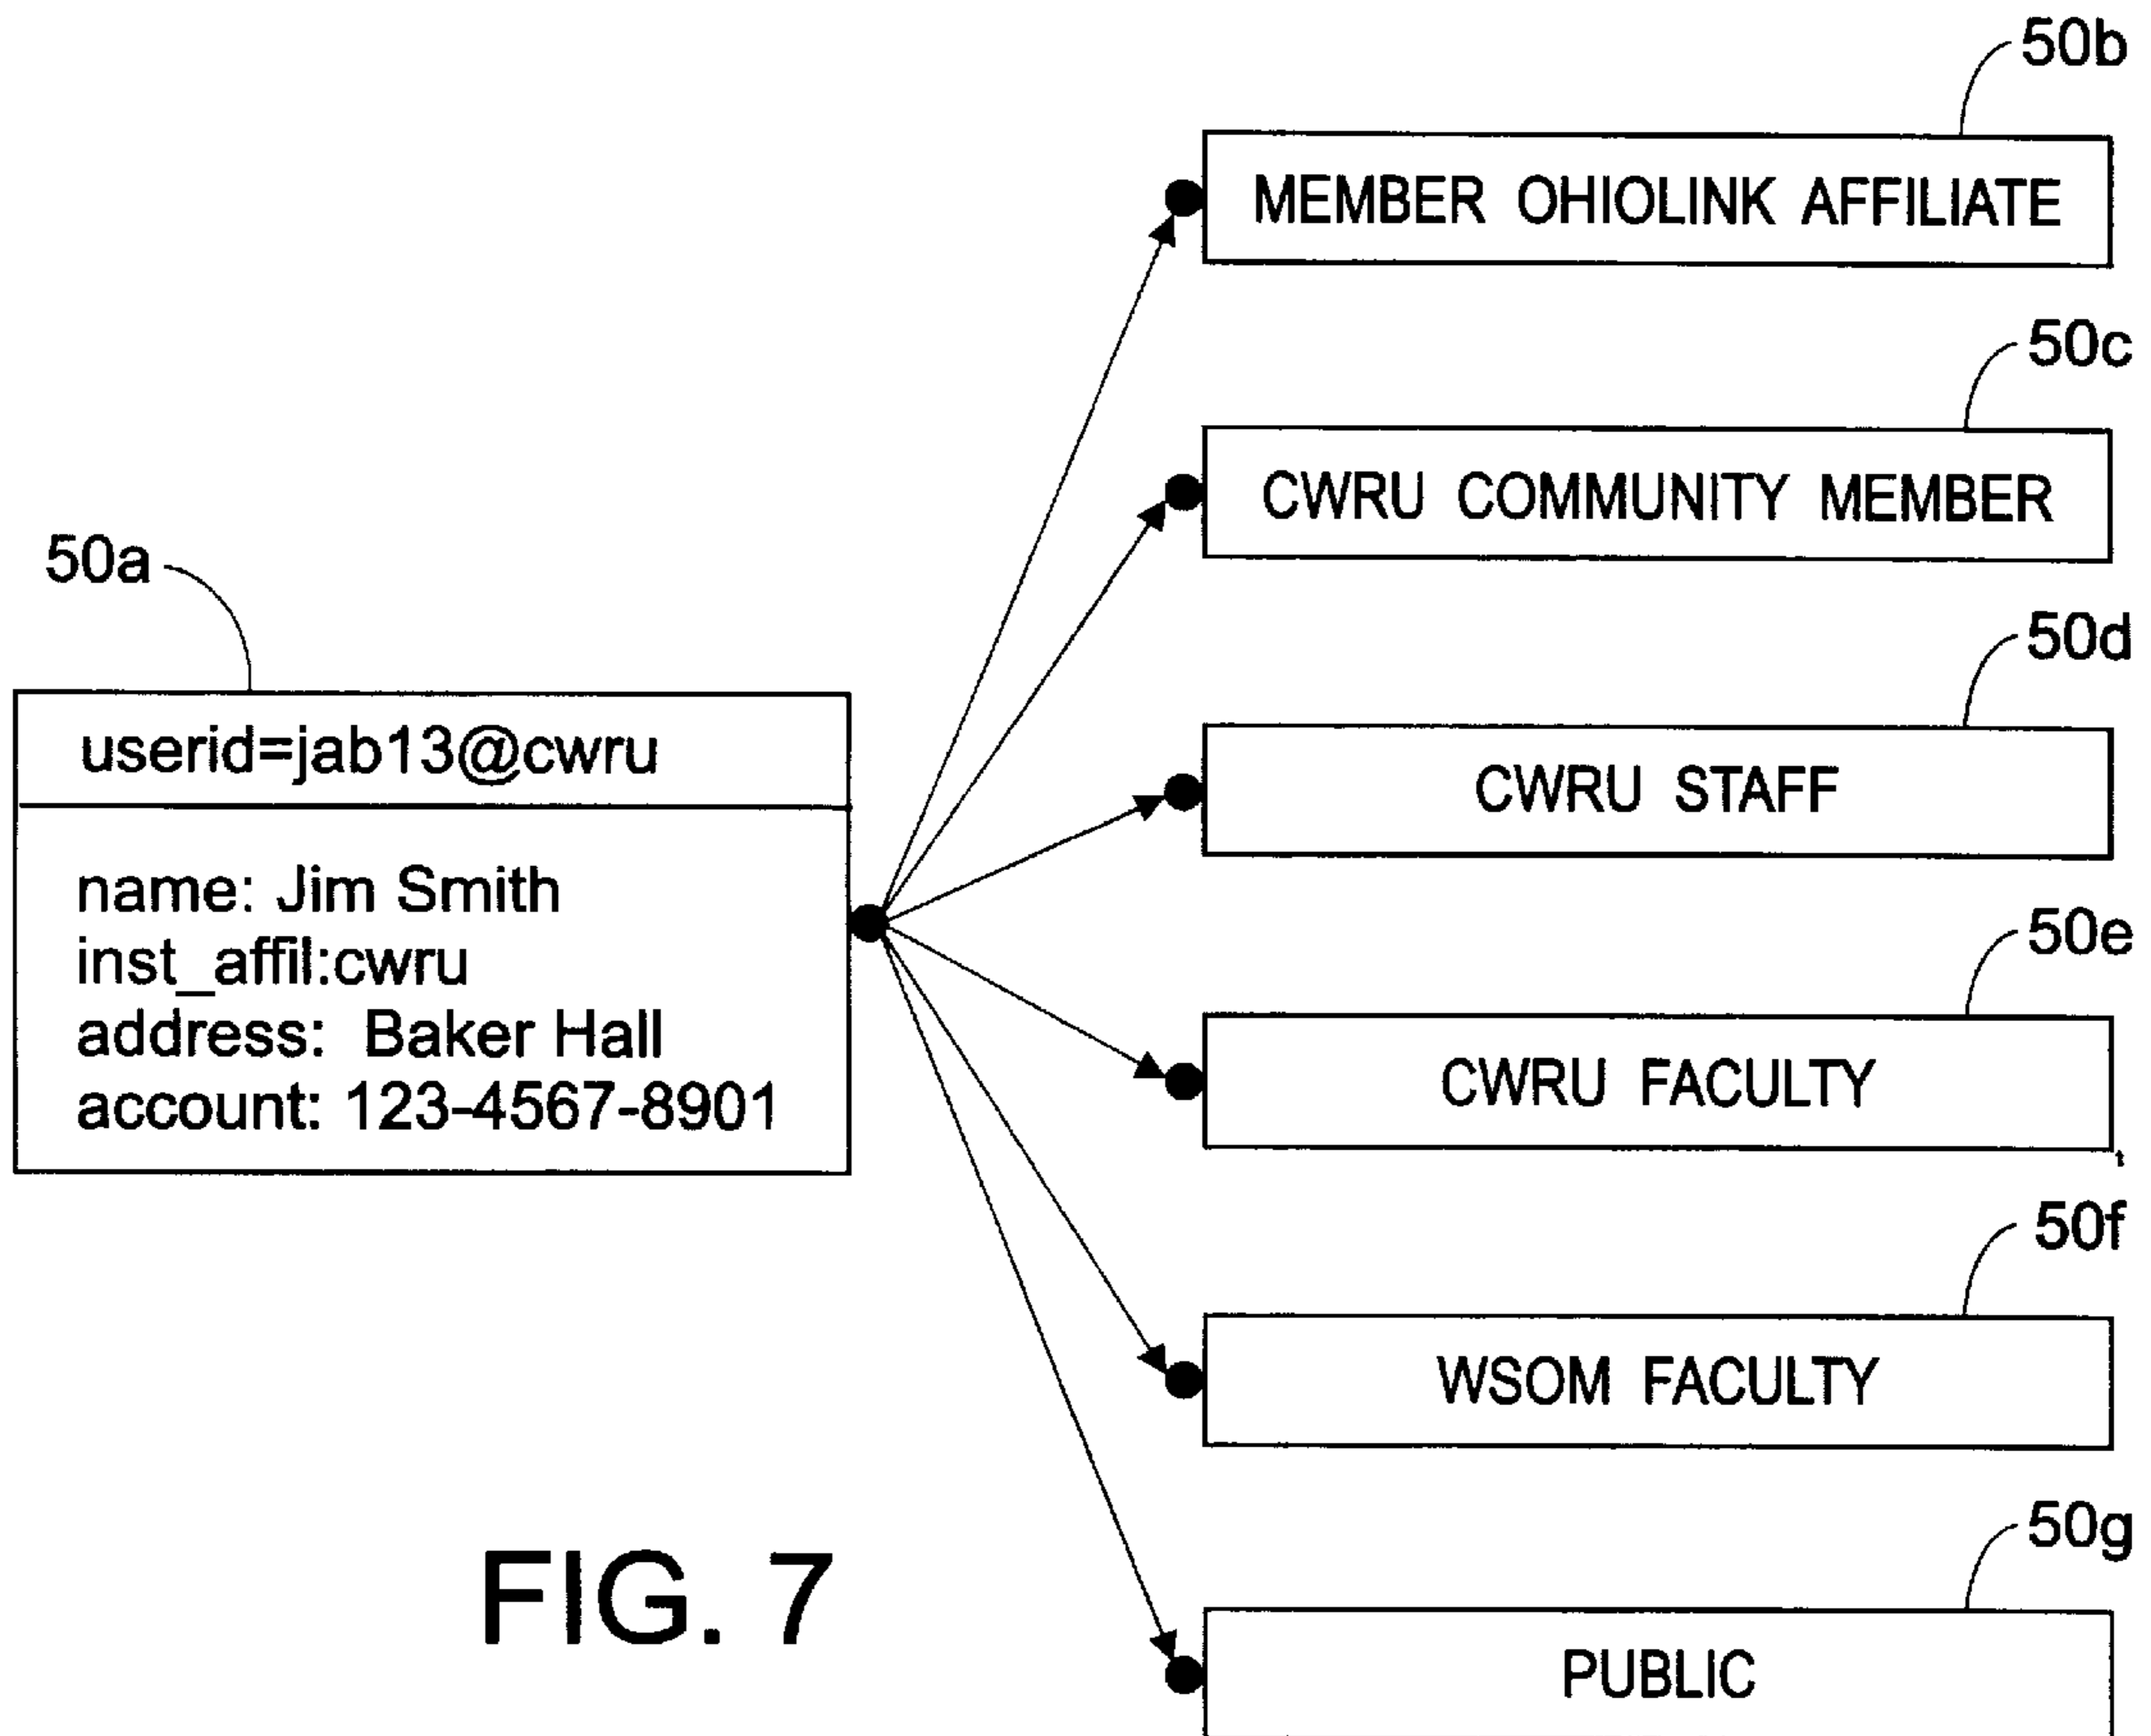 50b
MEMBER OHIOLINK AFFILIATE
50c
CWRU COMMUNITY MEMBER
50a
50d
userid=jab13@cwru
CWRU STAFF
name: Jim Smith
inst_affil:cwru
address: Baker Hall
account: 123-4567-8901
50e
CWRU FACULTY
50f
WSOM FACULTY
50g
PUBLIC
FIG. 7